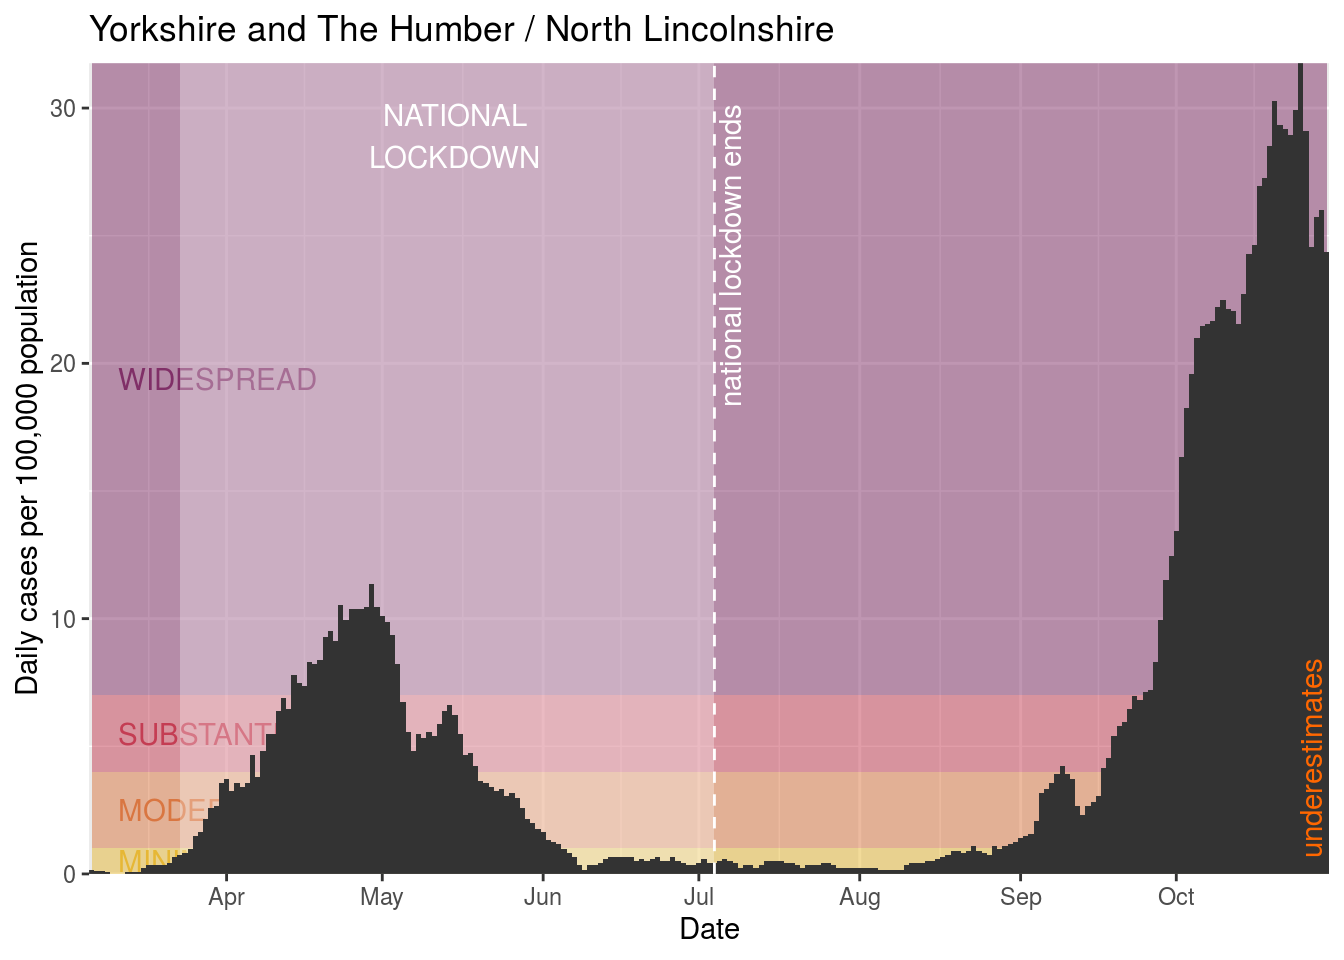 Yorkshire and The Humber / North Lincolnshire
NATIONAL
LOCKDOWN
national lockdown ends
WIDESPREAD
SUBSTANT
MODE
MIN
underestimates
Daily cases per 100,000 population
30
20
10
0
Apr May Jun Jul Aug Sep Oct
Date